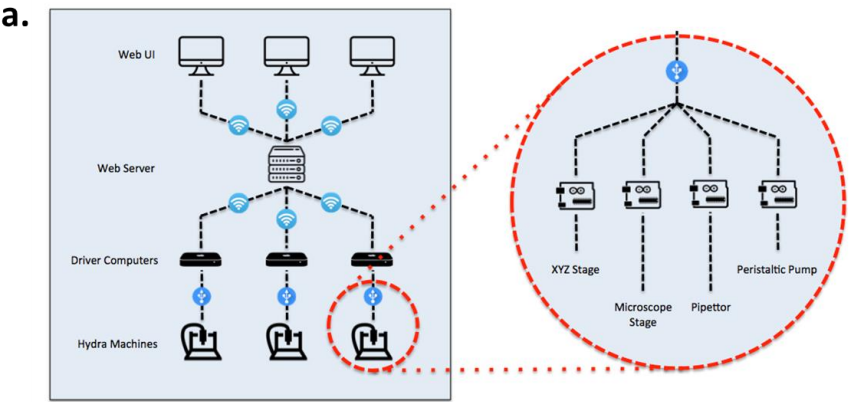 a.
Web UI
Web Server
Driver Computers
Hydra Machines
XYZ Stage
Microscope
Stage
Pipettor
Peristaltic Pump